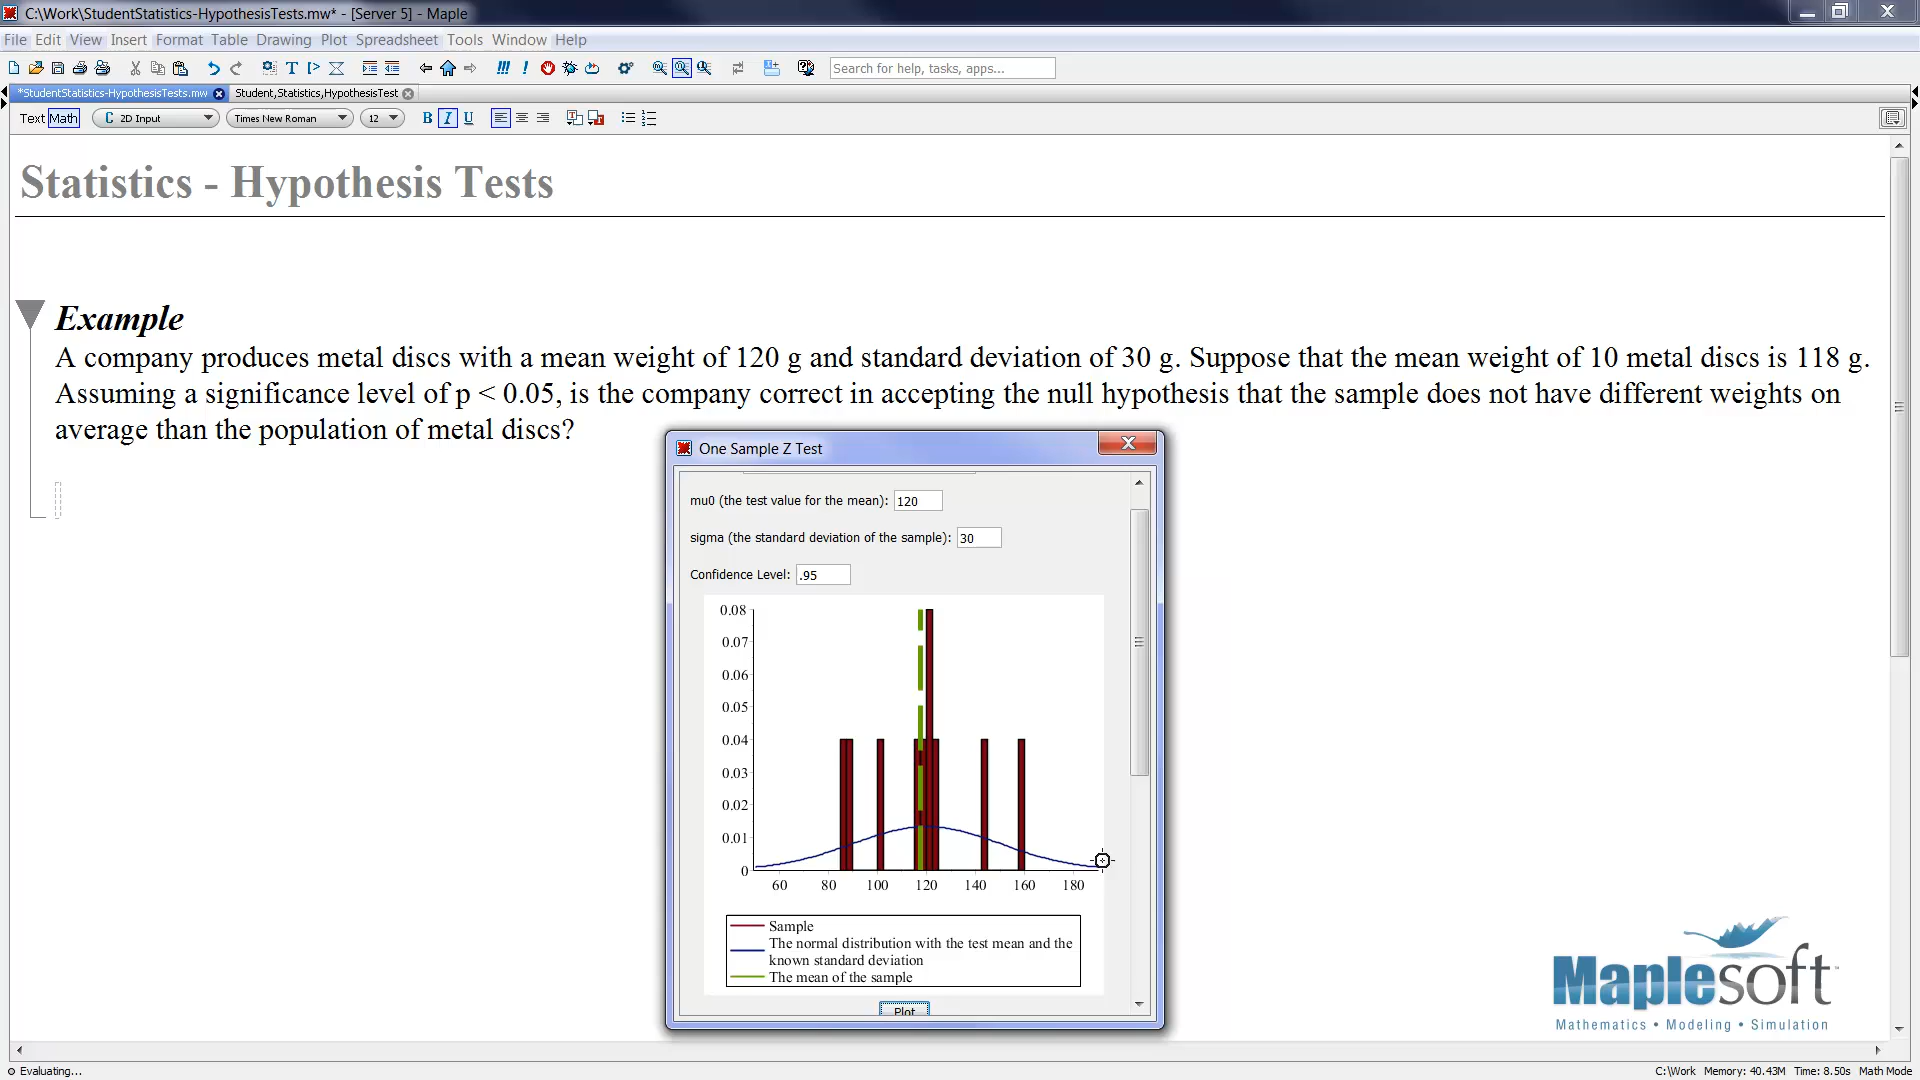 C:\Work\StudentStatistics-HypothesisTests.mw* - [Server 5] - Maple
File Edit View Insert Format Table Drawing Plot Spreadsheet Tools Window Help
Search for help, tasks, apps...
*StudentStatistics-HypothesisTests.mw Student,Statistics,HypothesisTest
Text Math C 2D Input Times New Roman 12 B I U
Statistics - Hypothesis Tests
Example
A company produces metal discs with a mean weight of 120 g and standard deviation of 30 g. Suppose that the mean weight of 10 metal discs is 118 g.
Assuming a significance level of p < 0.05, is the company correct in accepting the null hypothesis that the sample does not have different weights on
average than the population of metal discs?
One Sample Z Test
mu0 (the test value for the mean): 120
sigma (the standard deviation of the sample): 30
Confidence Level: .95
0.08
0.07
0.06
0.05
0.04
0.03
0.02
0.01
0
60 80 100 120 140 160 180
Sample
The normal distribution with the test mean and the
known standard deviation
The mean of the sample
Plot
Maplesoft™
Mathematics • Modeling • Simulation
Evaluating... C:\Work Memory: 40.43M Time: 8.50s Math Mode